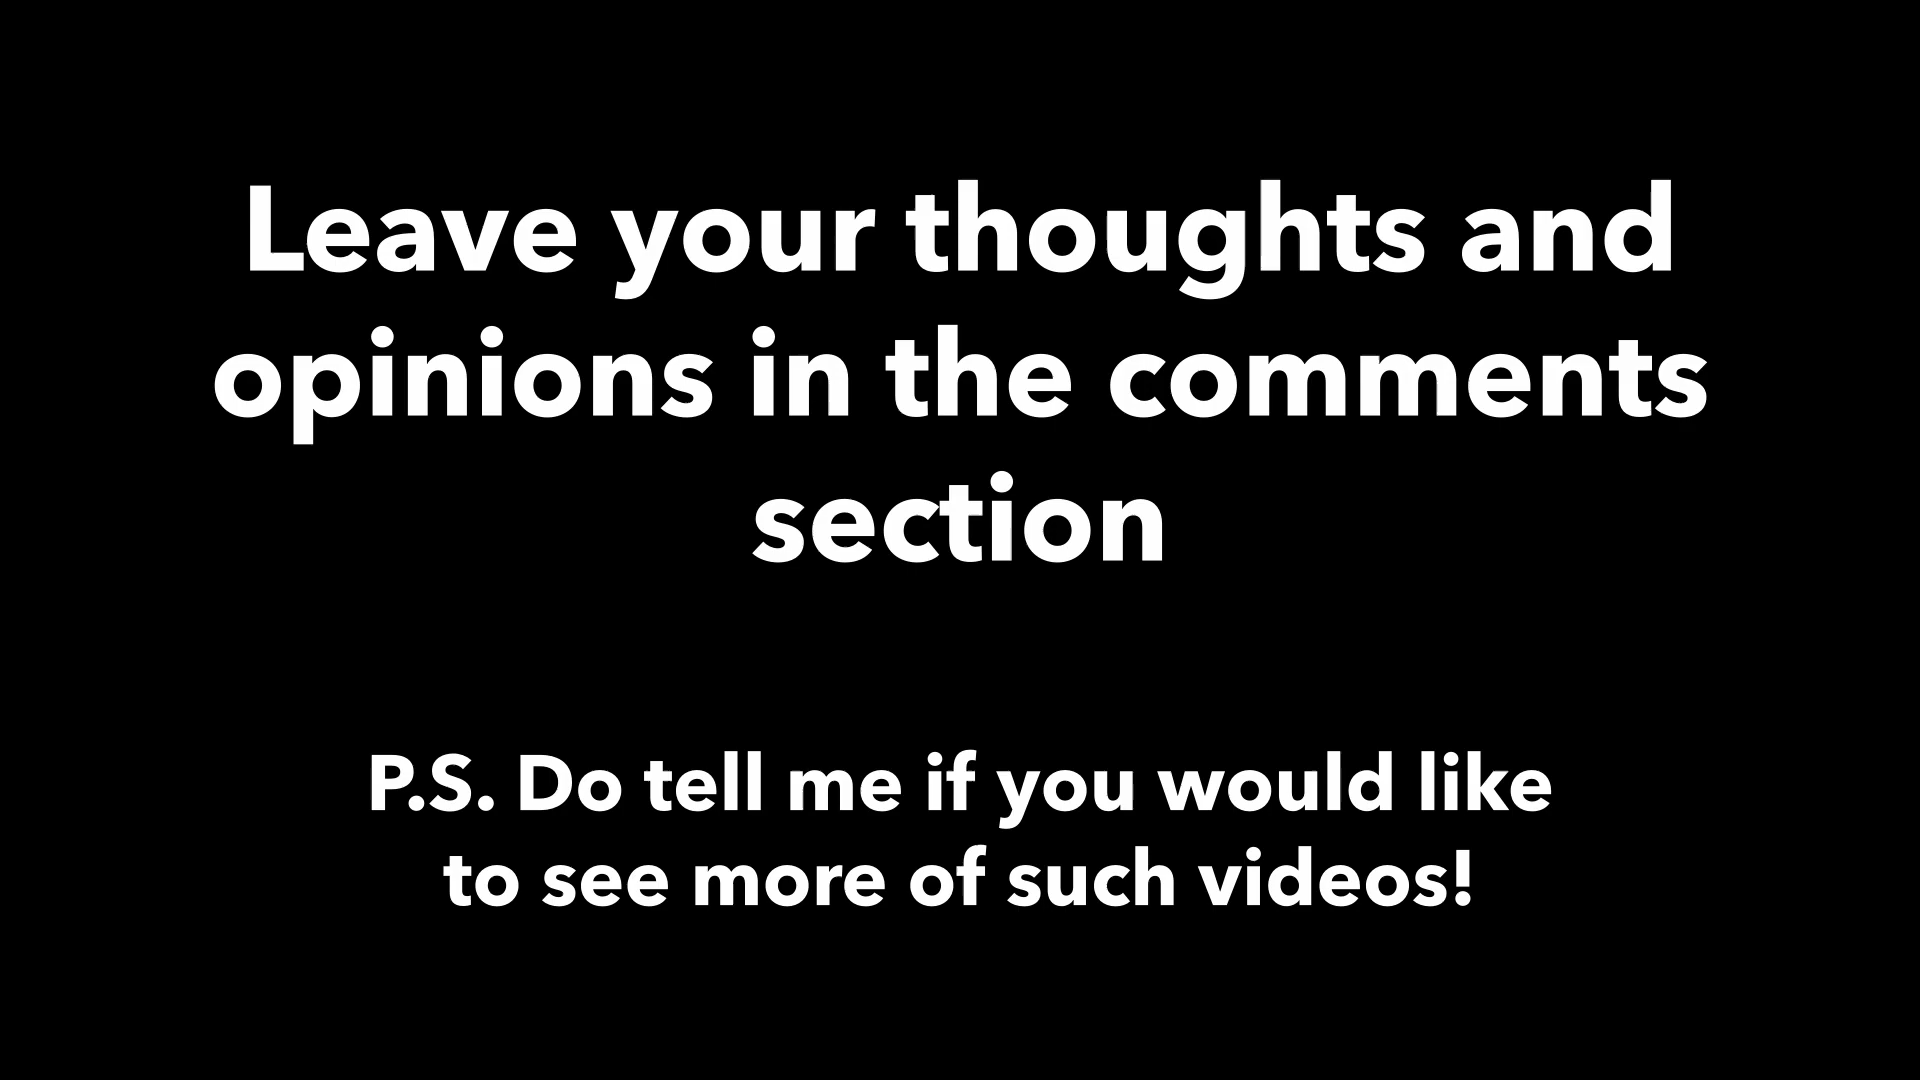 Leave your thoughts and
opinions in the comments
section
P.S. Do tell me if you would like
to see more of such videos!